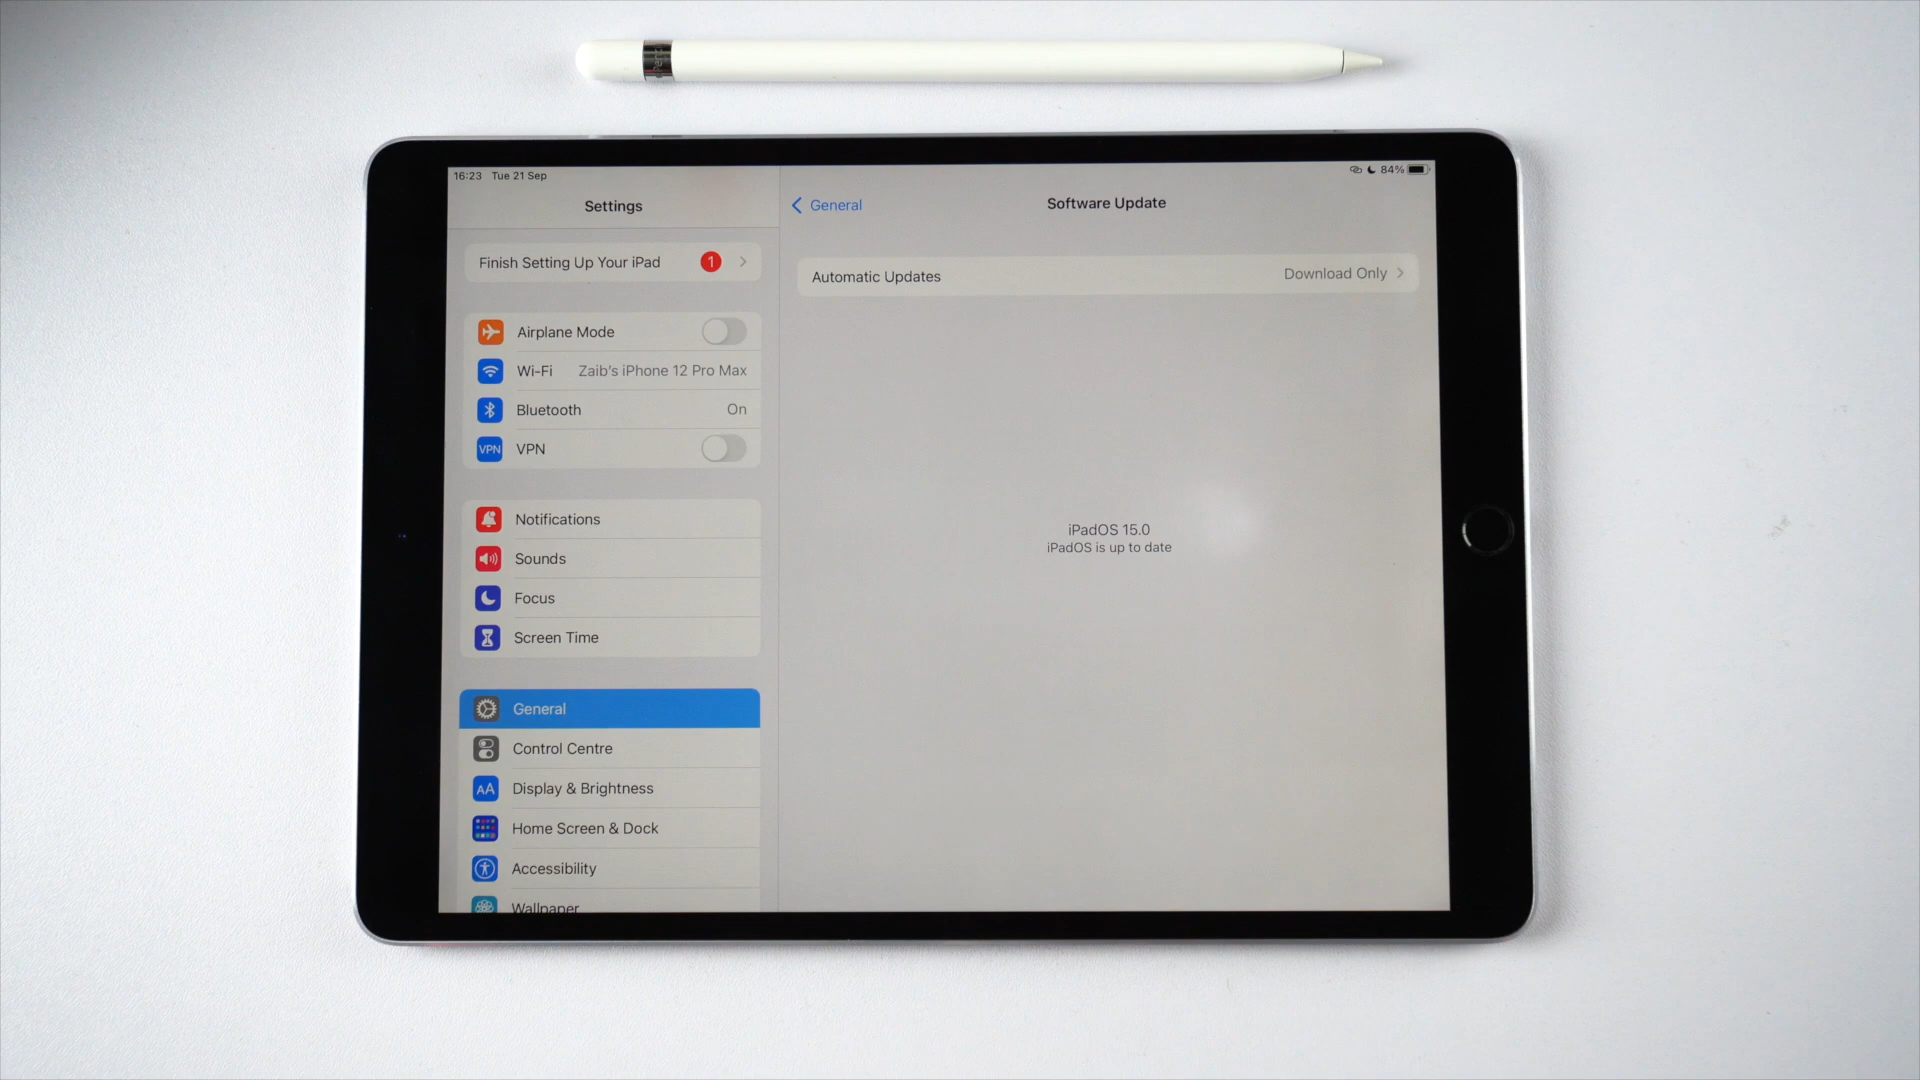 16:23 Tue 21 Sep
84%
Settings
Finish Setting Up Your iPad 1
Airplane Mode
Wi-Fi Zaib's iPhone 12 Pro Max
Bluetooth On
VPN VPN
Notifications
Sounds
Focus
Screen Time
General
Control Centre
AA Display & Brightness
Home Screen & Dock
Accessibility
Wallpaper
General
Software Update
Automatic Updates Download Only
iPadOS 15.0
iPadOS is up to date